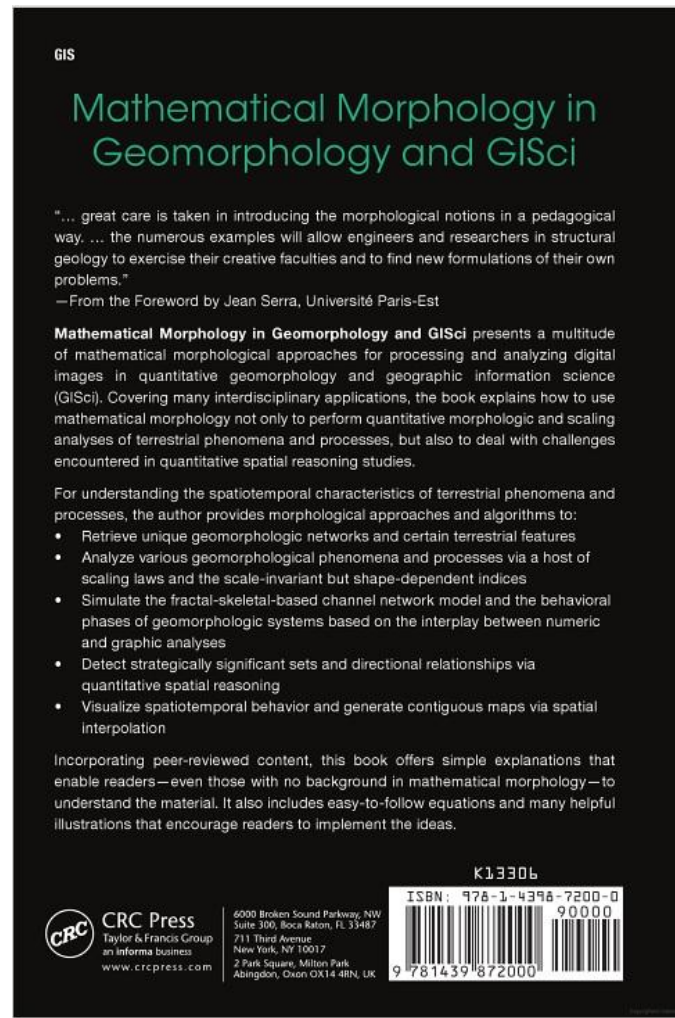 GIS
Mathematical Morphology in
Geomorphology and GISci
"... great care is taken in introducing the morphological notions in a pedagogical
way. ... the numerous examples will allow engineers and researchers in structural
geology to exercise their creative faculties and to find new formulations of their own
problems."
—From the Foreword by Jean Serra, Université Paris-Est
Mathematical Morphology in Geomorphology and GISci presents a multitude
of mathematical morphological approaches for processing and analyzing digital
images in quantitative geomorphology and geographic information science
(GISci). Covering many interdisciplinary applications, the book explains how to use
mathematical morphology not only to perform quantitative morphologic and scaling
analyses of terrestrial phenomena and processes, but also to deal with challenges
encountered in quantitative spatial reasoning studies.
For understanding the spatiotemporal characteristics of terrestrial phenomena and
processes, the author provides morphological approaches and algorithms to:
• Retrieve unique geomorphologic networks and certain terrestrial features
• Analyze various geomorphological phenomena and processes via a host of
scaling laws and the scale-invariant but shape-dependent indices
• Simulate the fractal-skeletal-based channel network model and the behavioral
phases of geomorphologic systems based on the interplay between numeric
and graphic analyses
• Detect strategically significant sets and directional relationships via
quantitative spatial reasoning
• Visualize spatiotemporal behavior and generate contiguous maps via spatial
interpolation
Incorporating peer-reviewed content, this book offers simple explanations that
enable readers—even those with no background in mathematical morphology—to
understand the material. It also includes easy-to-follow equations and many helpful
illustrations that encourage readers to implement the ideas.
K13306
ISBN: 978-1-4398-7200-0
90000
9 781439 872000
CRC
CRC Press
Taylor & Francis Group
an informa business
www.crcpress.com
6000 Broken Sound Parkway, NW
Suite 300, Boca Raton, FL 33487
711 Third Avenue
New York, NY 10017
2 Park Square, Milton Park
Abingdon, Oxon OX14 4RN, UK